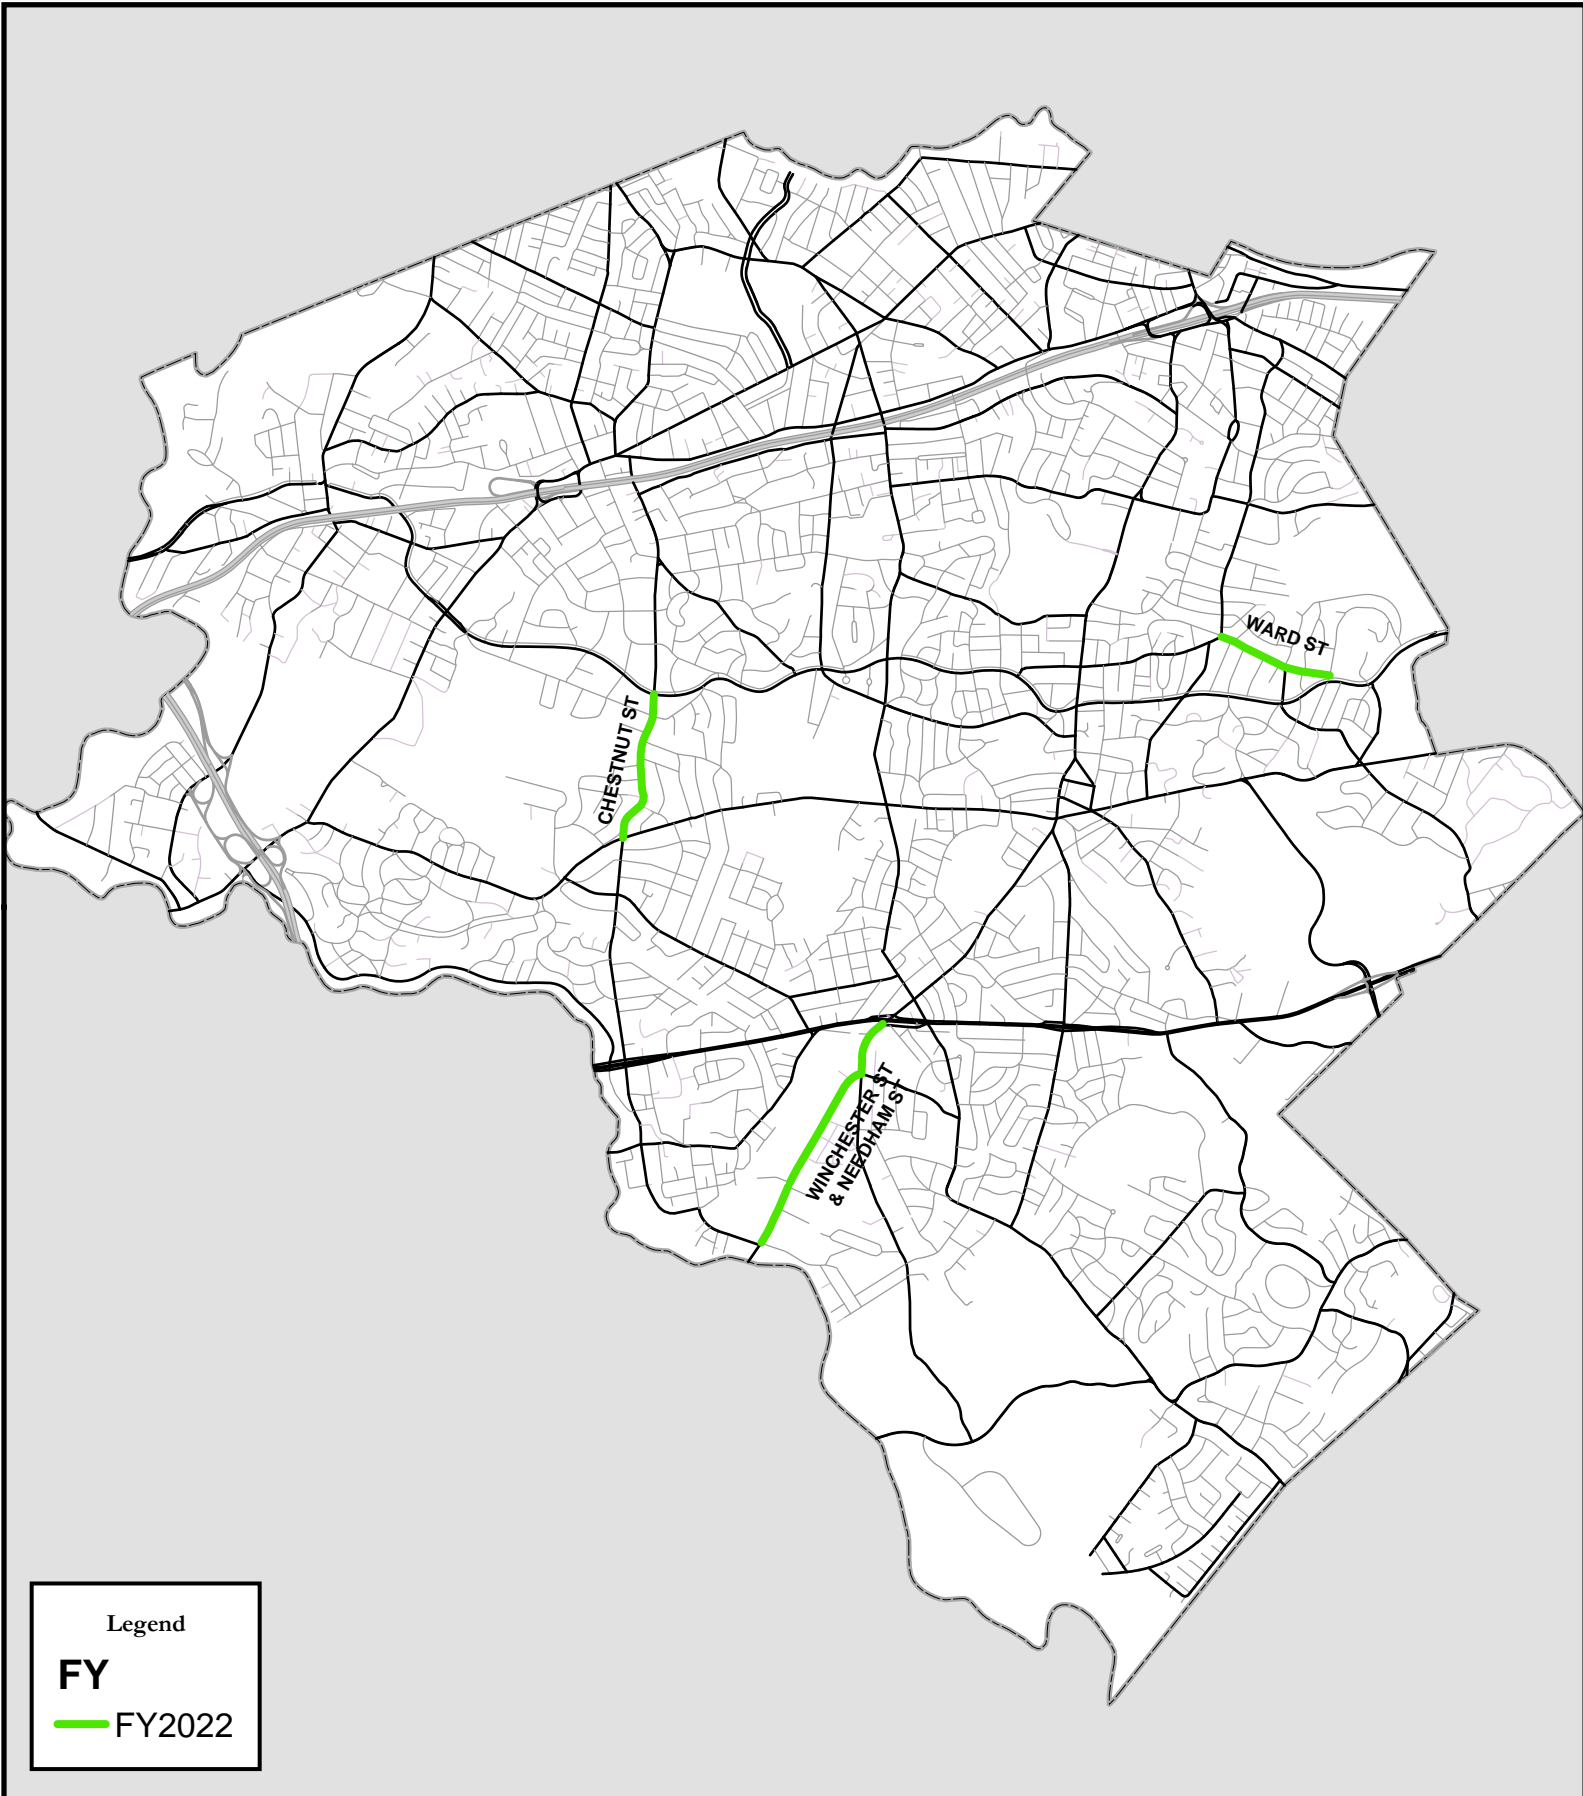 WARD ST
CHESTNUT ST
WINCHESTER ST
& NEEDHAM ST
Legend
FY
FY2022